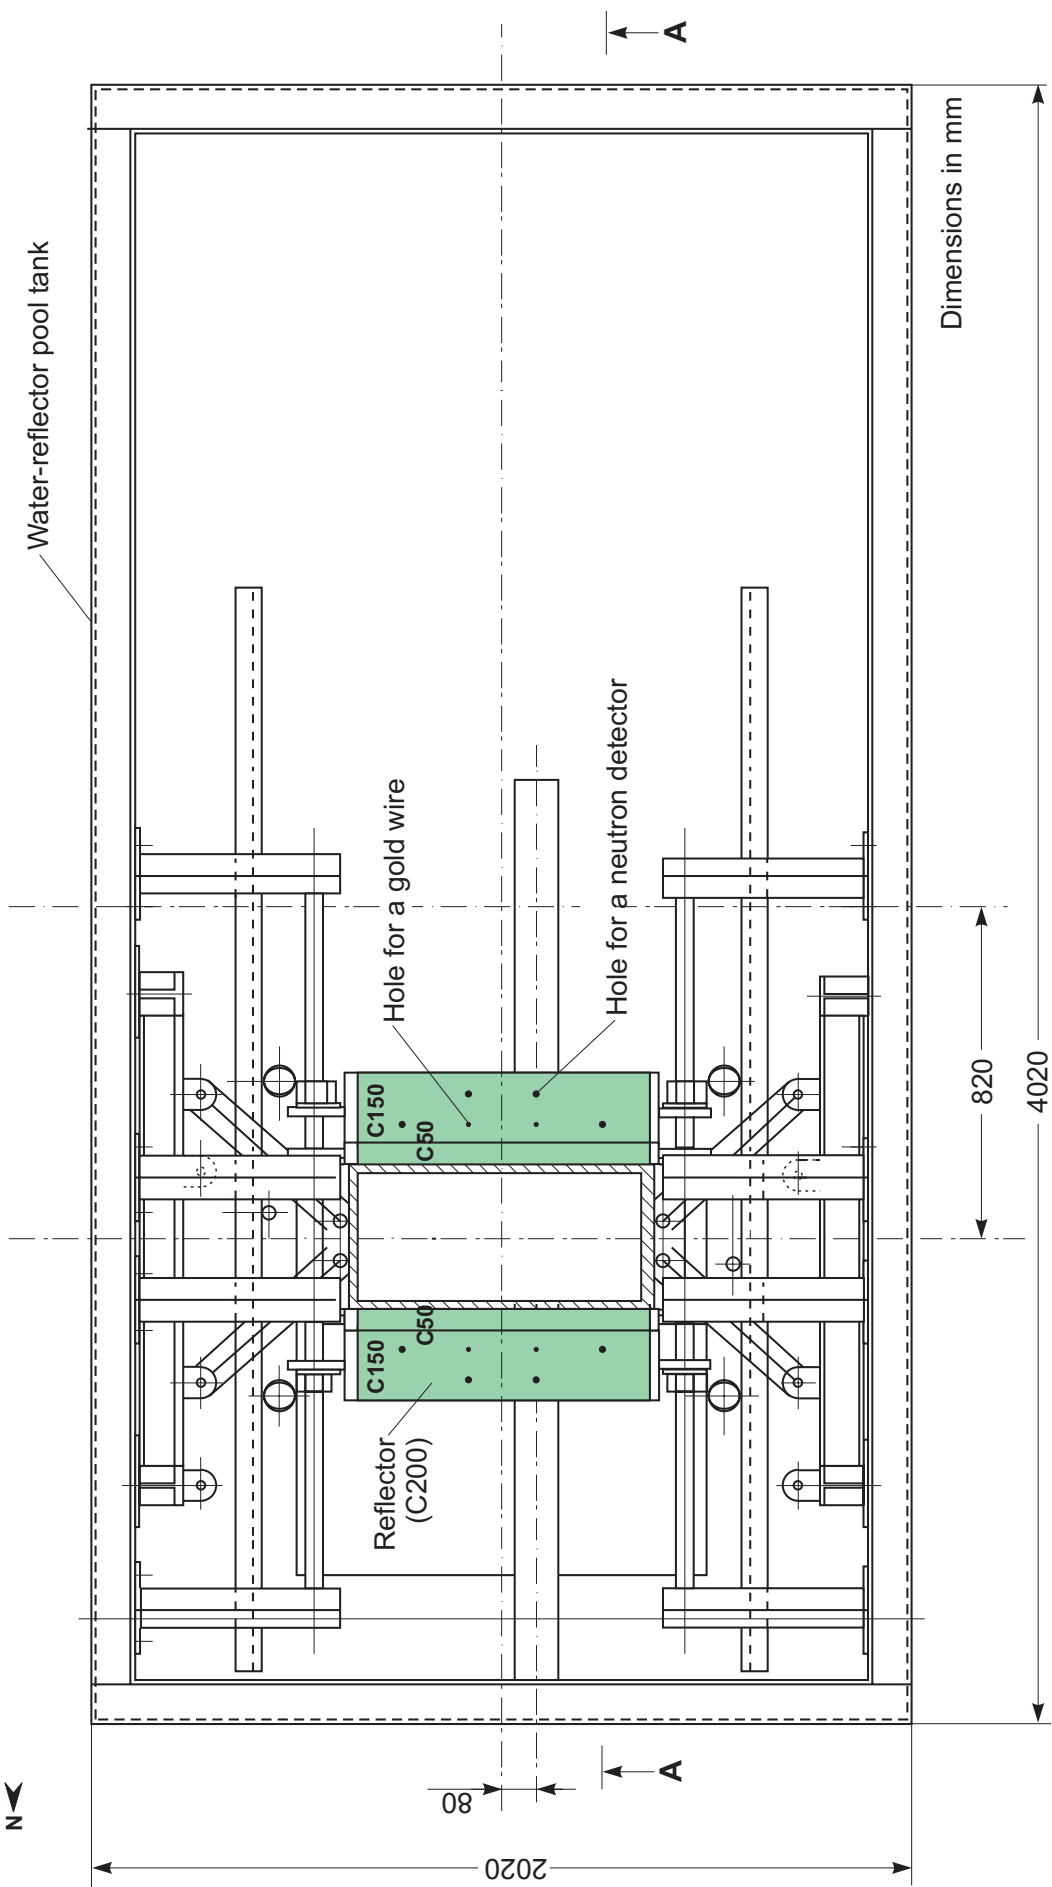 Water-reflector pool tank
A
Dimensions in mm
Hole for a gold wire
Hole for a neutron detector
C150
C50
C150
C50
Reflector
(C200)
820
4020
80
2020
A
N